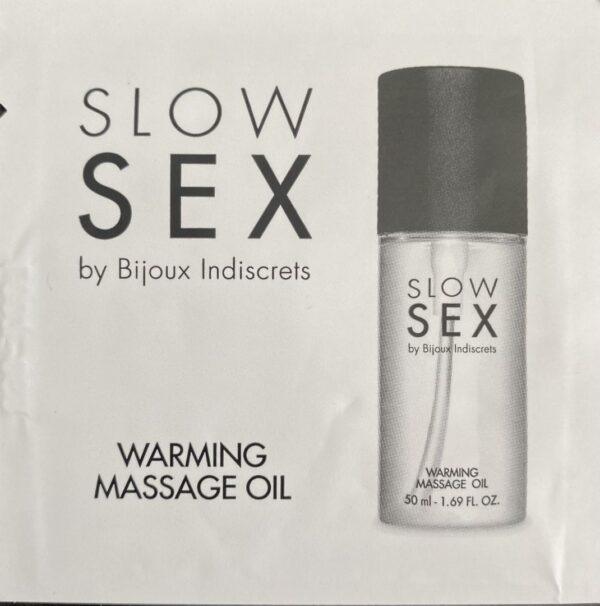 SLOW
SEX
by Bijoux Indiscrets
WARMING
MASSAGE OIL
SLOW
SEX
by Bijoux Indiscrets
WARMING
MASSAGE OIL
50 ml - 1.69 FL. OZ.